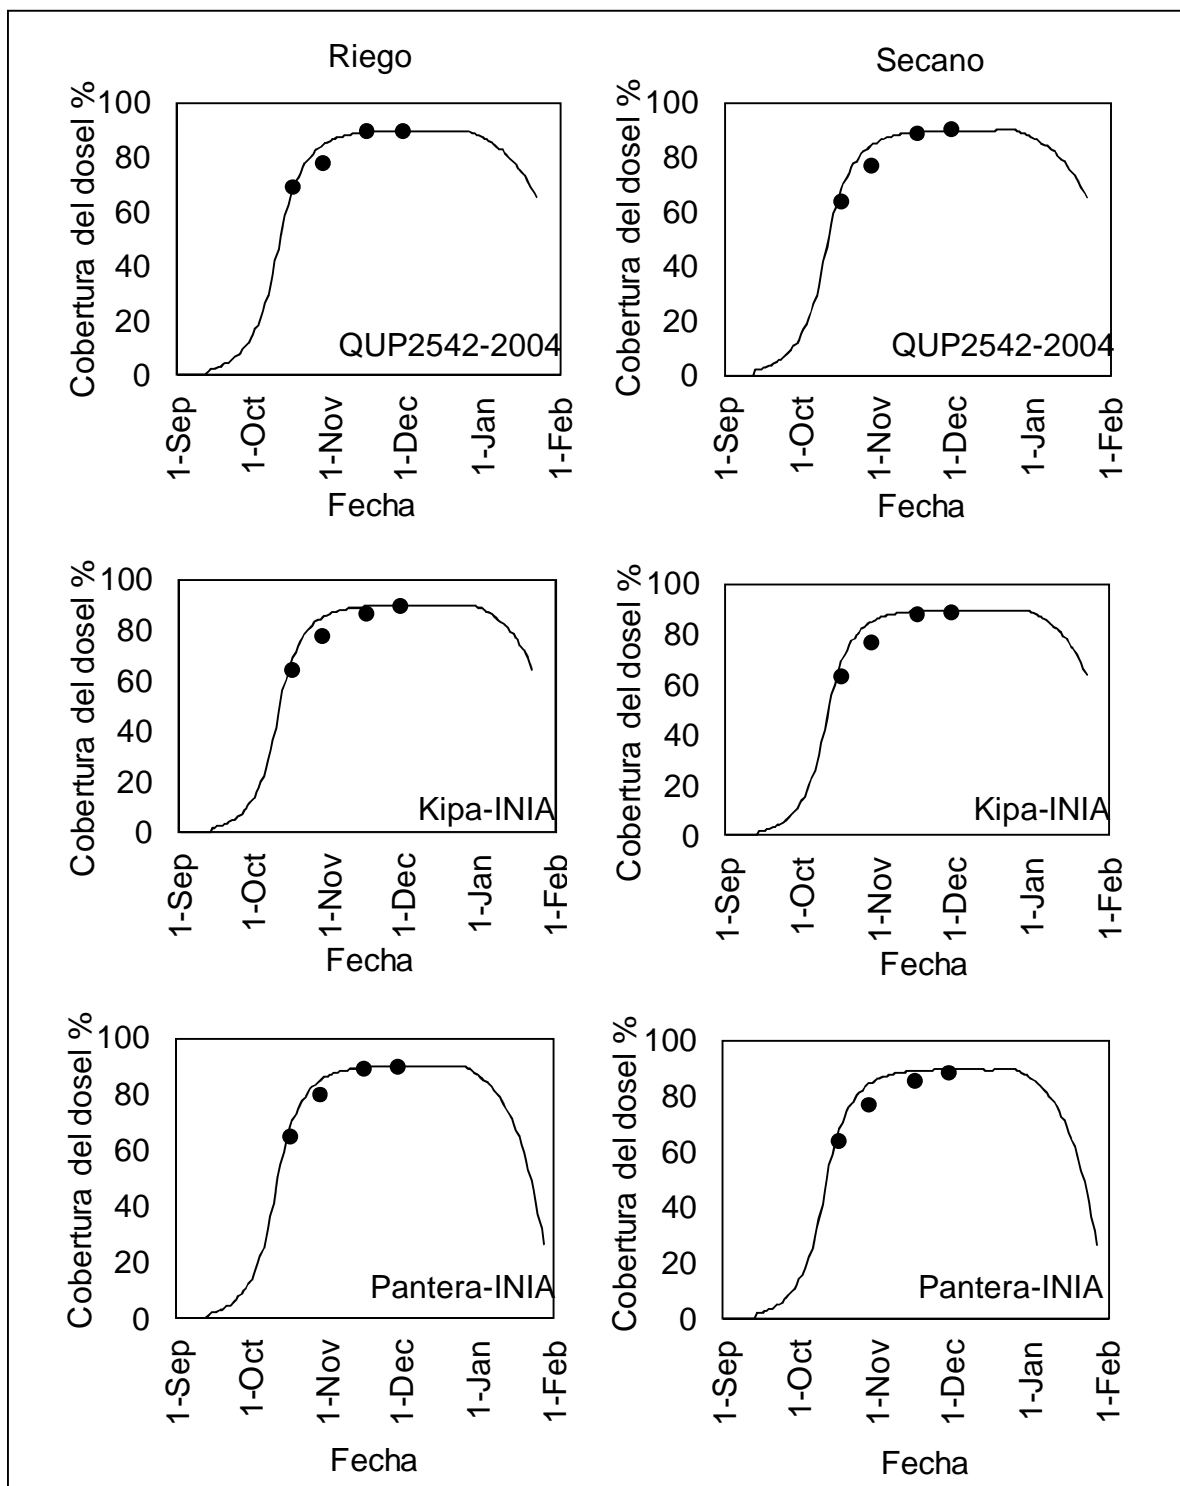 Riego
Secano
Cobertura del dosel %
100
80
60
40
20
0
QUP2542-2004
1-Sep
1-Oct
1-Nov
1-Dec
1-Jan
1-Feb
Fecha
Cobertura del dosel %
100
80
60
40
20
0
QUP2542-2004
1-Sep
1-Oct
1-Nov
1-Dec
1-Jan
1-Feb
Fecha
Cobertura del dosel %
100
80
60
40
20
0
Kipa-INIA
1-Sep
1-Oct
1-Nov
1-Dec
1-Jan
1-Feb
Fecha
Cobertura del dosel %
100
80
60
40
20
0
Kipa-INIA
1-Sep
1-Oct
1-Nov
1-Dec
1-Jan
1-Feb
Fecha
Cobertura del dosel %
100
80
60
40
20
0
Pantera-INIA
1-Sep
1-Oct
1-Nov
1-Dec
1-Jan
1-Feb
Fecha
Cobertura del dosel %
100
80
60
40
20
0
Pantera-INIA
1-Sep
1-Oct
1-Nov
1-Dec
1-Jan
1-Feb
Fecha